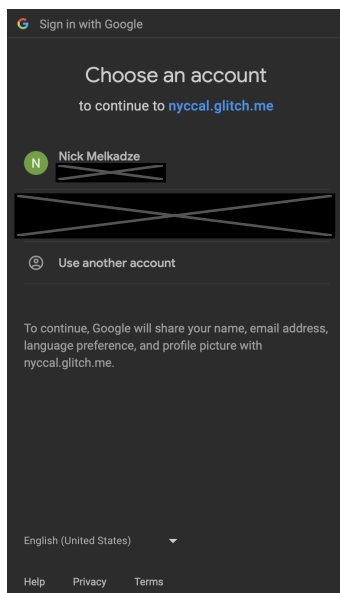 Sign in with Google
Choose an account
to continue to nyccal.glitch.me
N
Nick Melkadze
Use another account
To continue, Google will share your name, email address,
language preference, and profile picture with
nyccal.glitch.me.
English (United States)
Help Privacy Terms